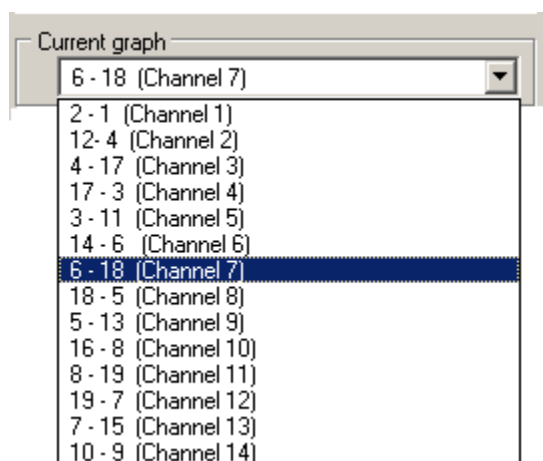 Current graph
6 - 18 (Channel 7)
2 - 1 (Channel 1)
12- 4 (Channel 2)
4 - 17 (Channel 3)
17 - 3 (Channel 4)
3 - 11 (Channel 5)
14 - 6 (Channel 6)
6 - 18 (Channel 7)
18 - 5 (Channel 8)
5 - 13 (Channel 9)
16 - 8 (Channel 10)
8 - 19 (Channel 11)
19 - 7 (Channel 12)
7 - 15 (Channel 13)
10 - 9 (Channel 14)